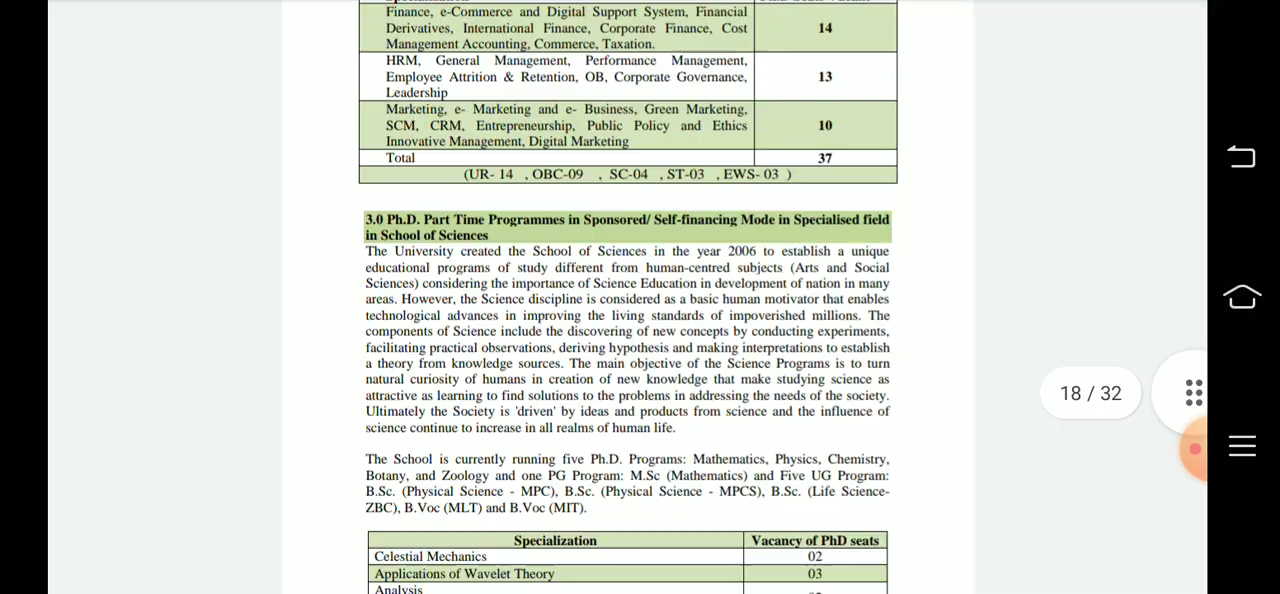 Finance, e-Commerce and Digital Support System, Financial
Derivatives, International Finance, Corporate Finance, Cost
Management Accounting, Commerce, Taxation.
14
HRM, General Management, Performance Management,
Employee Attrition & Retention, OB, Corporate Governance,
Leadership
13
Marketing, e- Marketing and e- Business, Green Marketing,
SCM, CRM, Entrepreneurship, Public Policy and Ethics
Innovative Management, Digital Marketing
10
Total 37
(UR- 14 , OBC-09 , SC-04 , ST-03 , EWS- 03 )
3.0 Ph.D. Part Time Programmes in Sponsored/ Self-financing Mode in Specialised field
in School of Sciences
The University created the School of Sciences in the year 2006 to establish a unique
educational programs of study different from human-centred subjects (Arts and Social
Sciences) considering the importance of Science Education in development of nation in many
areas. However, the Science discipline is considered as a basic human motivator that enables
technological advances in improving the living standards of impoverished millions. The
components of Science include the discovering of new concepts by conducting experiments,
facilitating practical observations, deriving hypothesis and making interpretations to establish
a theory from knowledge sources. The main objective of the Science Programs is to turn
natural curiosity of humans in creation of new knowledge that make studying science as
attractive as learning to find solutions to the problems in addressing the needs of the society.
Ultimately the Society is 'driven' by ideas and products from science and the influence of
science continue to increase in all realms of human life.
The School is currently running five Ph.D. Programs: Mathematics, Physics, Chemistry,
Botany, and Zoology and one PG Program: M.Sc (Mathematics) and Five UG Program:
B.Sc. (Physical Science - MPC), B.Sc. (Physical Science - MPCS), B.Sc. (Life Science-
ZBC), B.Voc (MLT) and B.Voc (MIT).
Specialization Vacancy of PhD seats
Celestial Mechanics 02
Applications of Wavelet Theory 03
Analysis
18 / 32